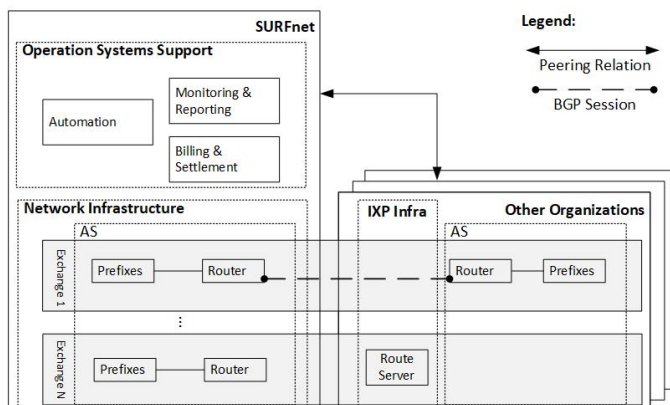 SURFnet
Operation Systems Support
Automation
Monitoring &
Reporting
Billing &
Settlement
Legend:
Peering Relation
BGP Session
Network Infrastructure
AS
IXP Infra
Other Organizations
AS
Exchange 1
Prefixes
Router
Router
Prefixes
...
Exchange N
Prefixes
Router
Route
Server